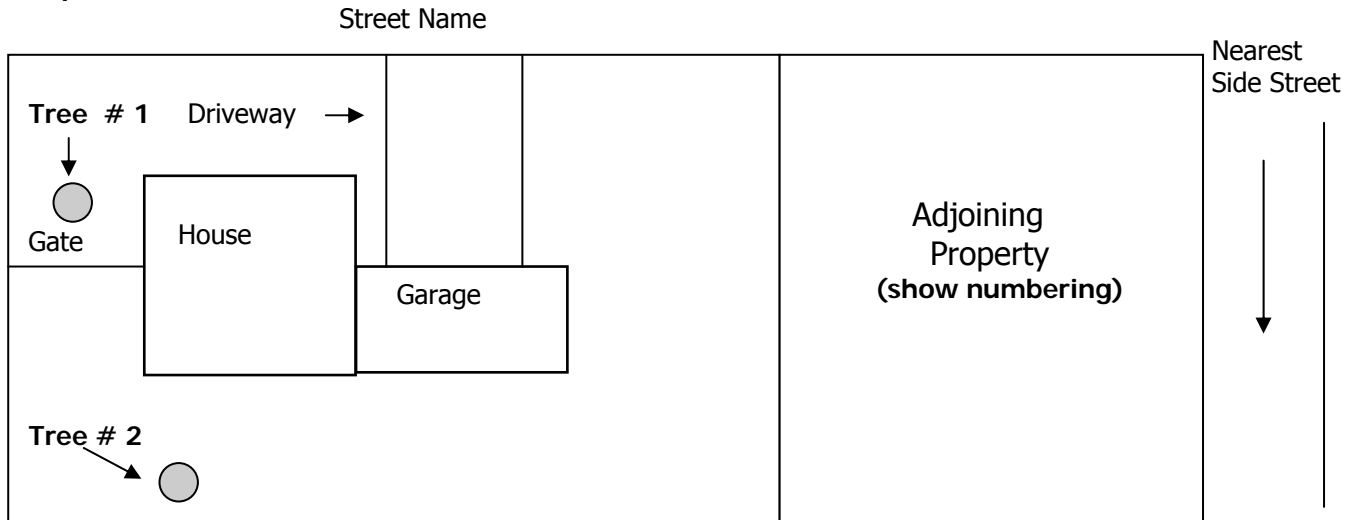 Street Name
Nearest
Side Street
Tree # 1
Driveway
Gate
House
Garage
Adjoining
Property
(show numbering)
Tree # 2